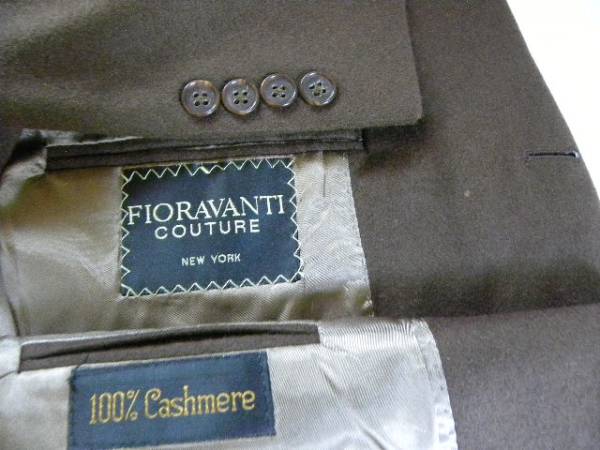 FIORAVANTI
COUTURE
NEW YORK
100% Cashmere